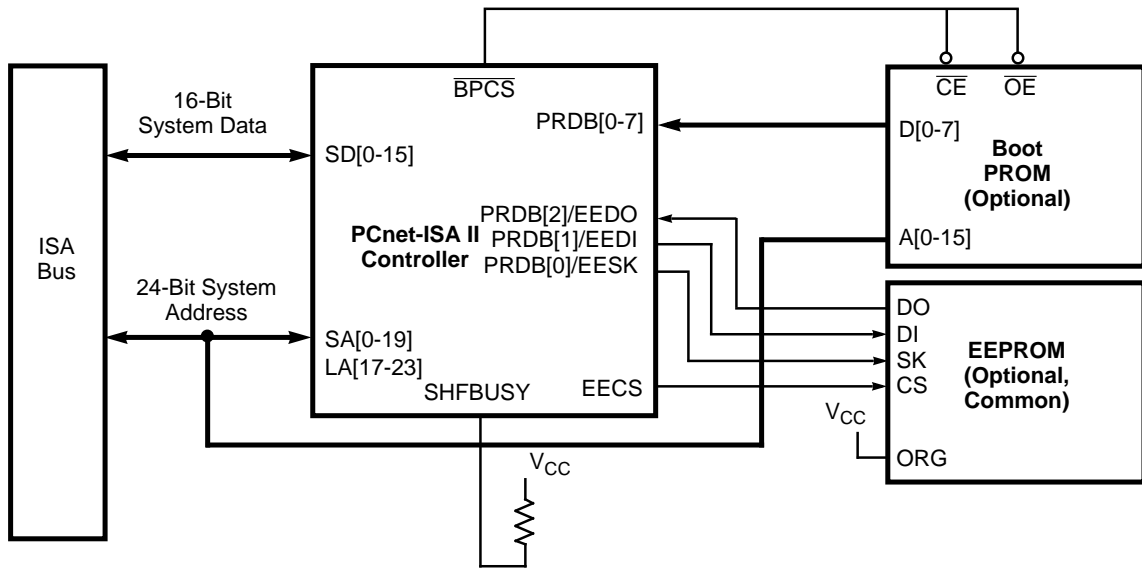 ISA
Bus
16-Bit
System Data
24-Bit System
Address
BPCS
PRDB[0-7]
SD[0-15]
PRDB[2]/EEDO
PCnet-ISA II
Controller
PRDB[1]/EEDI
PRDB[0]/EESK
SA[0-19]
LA[17-23]
SHFBUSY
EECS
VCC
CE
OE
D[0-7]
Boot
PROM
(Optional)
A[0-15]
DO
DI
SK
CS
EEPROM
(Optional,
Common)
VCC
ORG